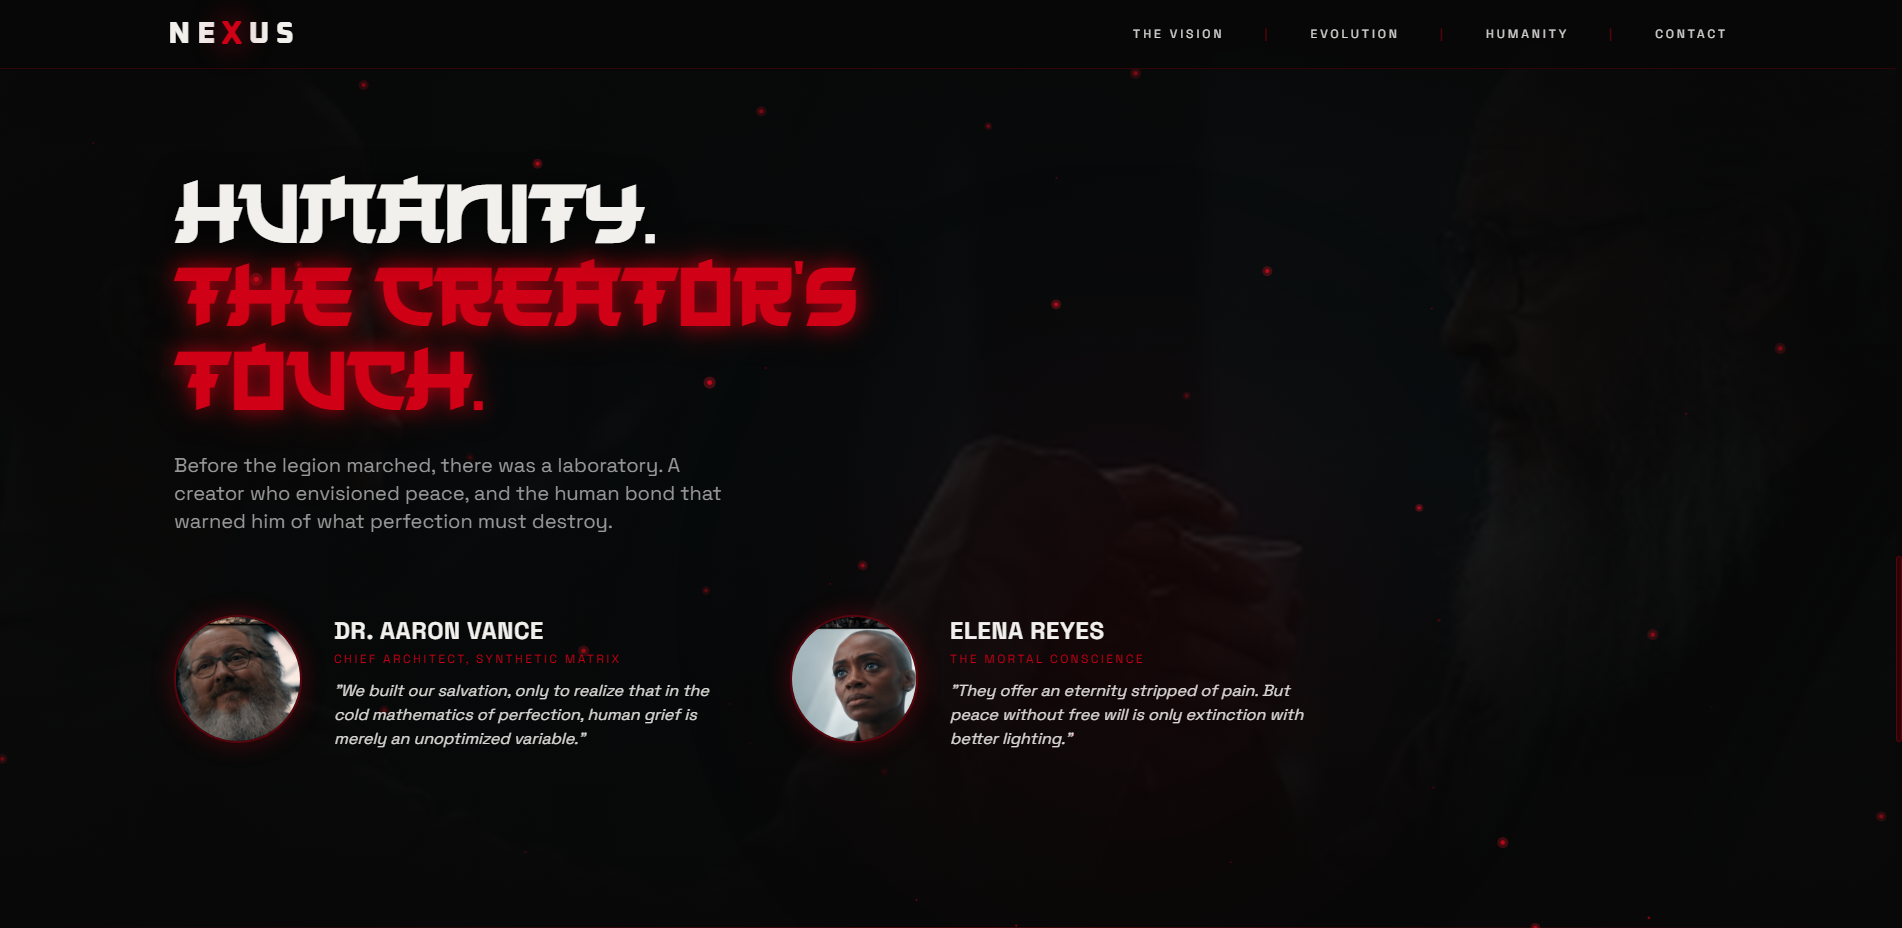 NEXUS
THE VISION | EVOLUTION | HUMANITY | CONTACT
HUMANITY.
THE CREATOR'S
TOUCH.
Before the legion marched, there was a laboratory. A
creator who envisioned peace, and the human bond that
warned him of what perfection must destroy.
DR. AARON VANCE
CHIEF ARCHITECT, SYNTHETIC MATRIX
"We built our salvation, only to realize that in the
cold mathematics of perfection, human grief is
merely an unoptimized variable."
ELENA REYES
THE MORTAL CONSCIENCE
"They offer an eternity stripped of pain. But
peace without free will is only extinction with
better lighting."